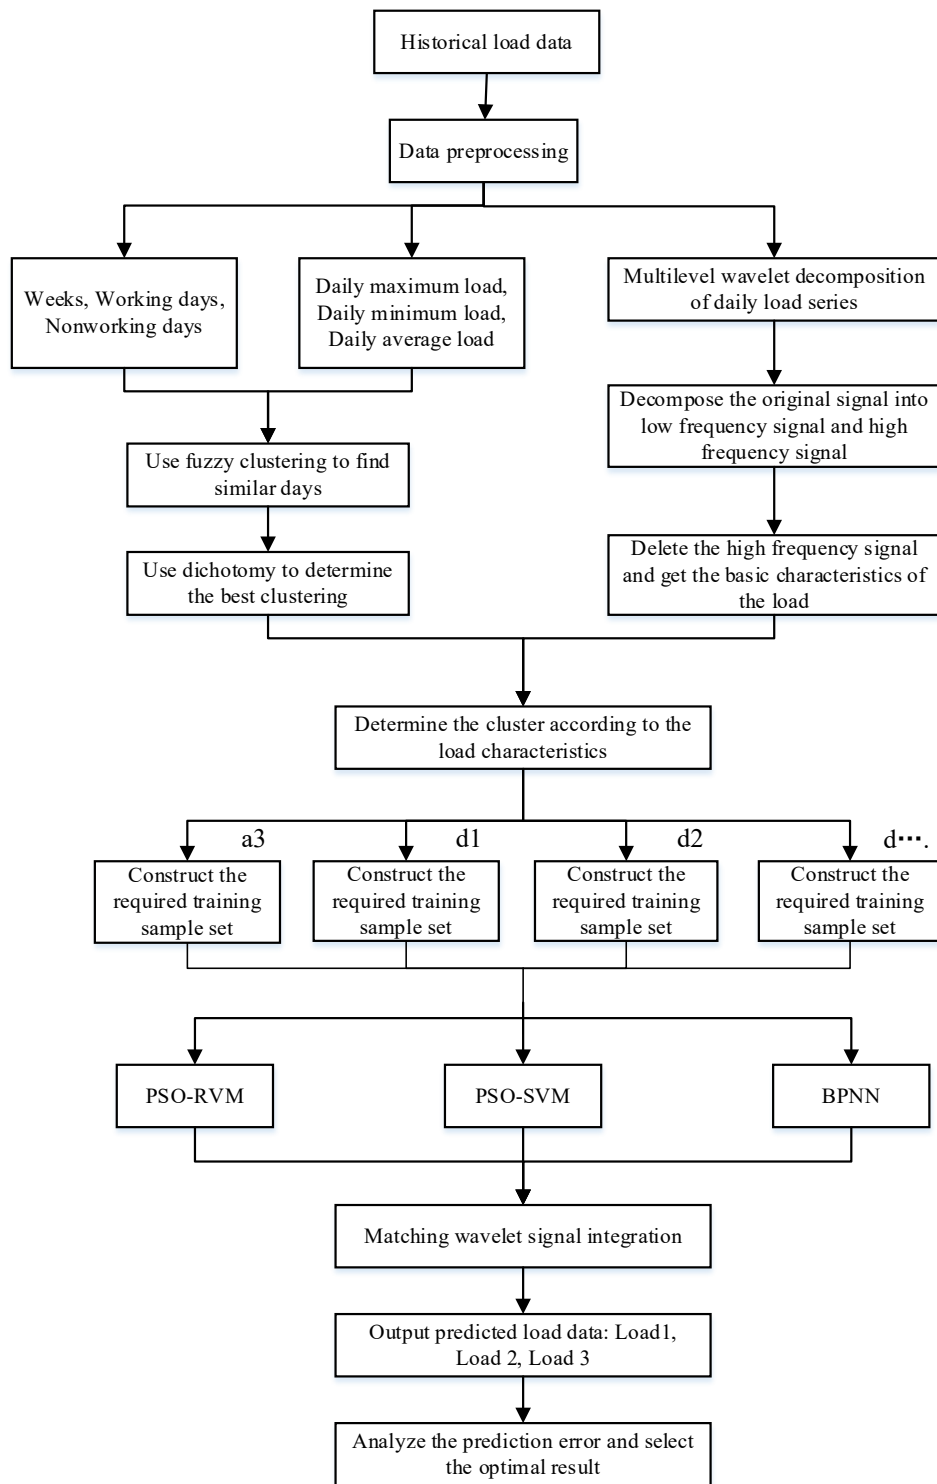 Historical load data
Data preprocessing
Weeks, Working days,
Nonworking days
Daily maximum load,
Daily minimum load,
Daily average load
Multilevel wavelet decomposition
of daily load series
Decompose the original signal into
low frequency signal and high
frequency signal
Use fuzzy clustering to find
similar days
Use dichotomy to determine
the best clustering
Delete the high frequency signal
and get the basic characteristics of
the load
Determine the cluster according to the
load characteristics
a3
d1
d2
d….
Construct the
required training
sample set
Construct the
required training
sample set
Construct the
required training
sample set
Construct the
required training
sample set
PSO-RVM
PSO-SVM
BPNN
Matching wavelet signal integration
Output predicted load data: Load1,
Load 2, Load 3
Analyze the prediction error and select
the optimal result